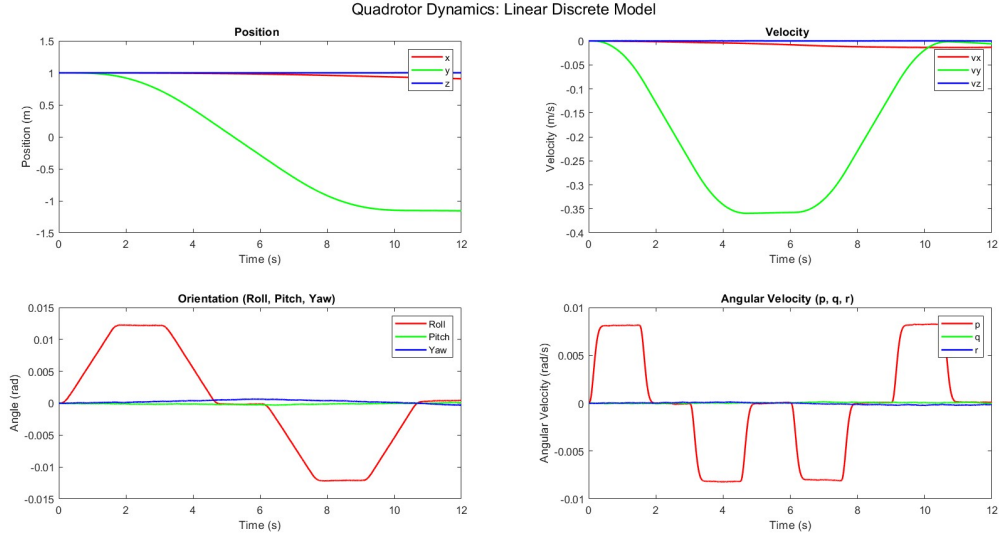 Quadrotor Dynamics: Linear Discrete Model
Position
1.5
1
0.5
0
-0.5
-1
-1.5
Position (m)
x
y
z
0 2 4 6 8 10 12
Time (s)
Velocity
0
-0.05
-0.1
-0.15
-0.2
-0.25
-0.3
-0.35
-0.4
Velocity (m/s)
vx
vy
vz
0 2 4 6 8 10 12
Time (s)
Orientation (Roll, Pitch, Yaw)
0.015
0.01
0.005
0
-0.005
-0.01
-0.015
Angle (rad)
Roll
Pitch
Yaw
0 2 4 6 8 10 12
Time (s)
Angular Velocity (p, q, r)
0.01
0.005
0
-0.005
-0.01
Angular Velocity (rad/s)
p
q
r
0 2 4 6 8 10 12
Time (s)